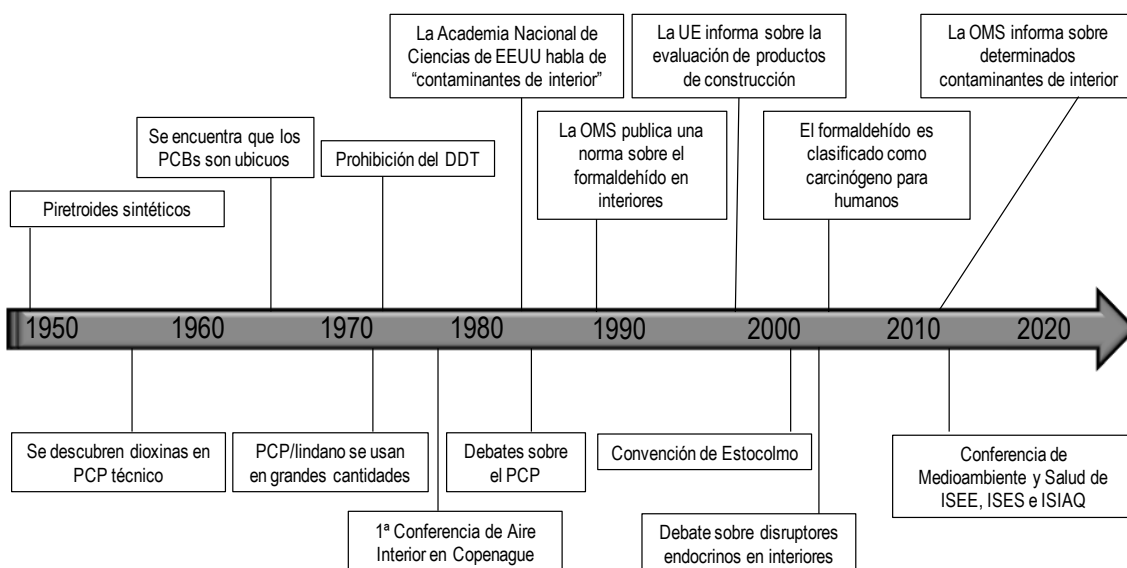 La Academia Nacional de
Ciencias de EEUU habla de
“contaminantes de interior”
La UE informa sobre la
evaluación de productos
de construcción
La OMS informa sobre
determinados
contaminantes de interior
Se encuentra que los
PCBs son ubicuos
Prohibición del DDT
La OMS publica una
norma sobre el
formaldehído en
interiores
El formaldehído es
clasificado como
carcinógeno para
humanos
Piretroides sintéticos
1950 1960 1970 1980 1990 2000 2010 2020
Se descubren dioxinas en
PCP técnico
PCP/lindano se usan
en grandes cantidades
Debates sobre
el PCP
Convención de Estocolmo
Conferencia de
Medioambiente y Salud de
ISEE, ISES e ISIAQ
1ª Conferencia de Aire
Interior en Copenague
Debate sobre disruptores
endocrinos en interiores